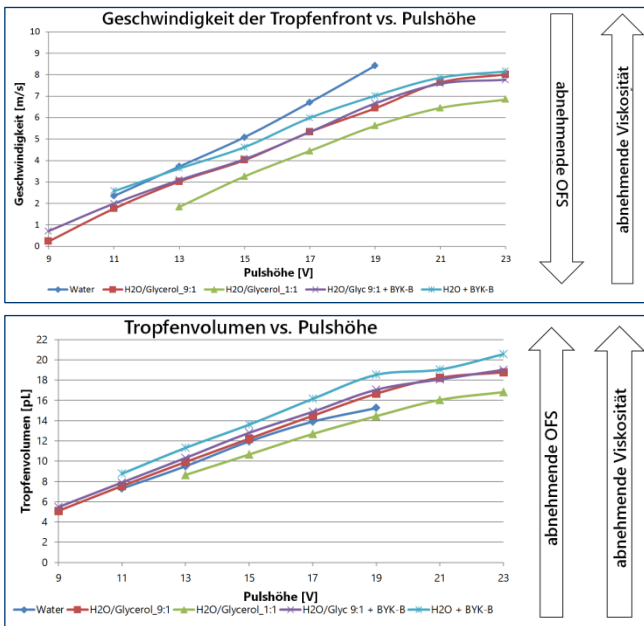 Geschwindigkeit der Tropfenfront vs. Pulshöhe
Geschwindigkeit [m/s]
10
9
8
7
6
5
4
3
2
1
0
9 11 13 15 17 19 21 23
Pulshöhe [V]
Water H2O/Glycerol_9:1 H2O/Glycerol_1:1 H2O/Glyc 9:1 + BYK-B H2O + BYK-B
abnehmende OFS
abnehmende Viskosität
Tropfenvolumen vs. Pulshöhe
Tropfenvolumen [pL]
22
20
18
16
14
12
10
8
6
4
2
0
9 11 13 15 17 19 21 23
Pulshöhe [V]
Water H2O/Glycerol_9:1 H2O/Glycerol_1:1 H2O/Glyc 9:1 + BYK-B H2O + BYK-B
abnehmende OFS
abnehmende Viskosität